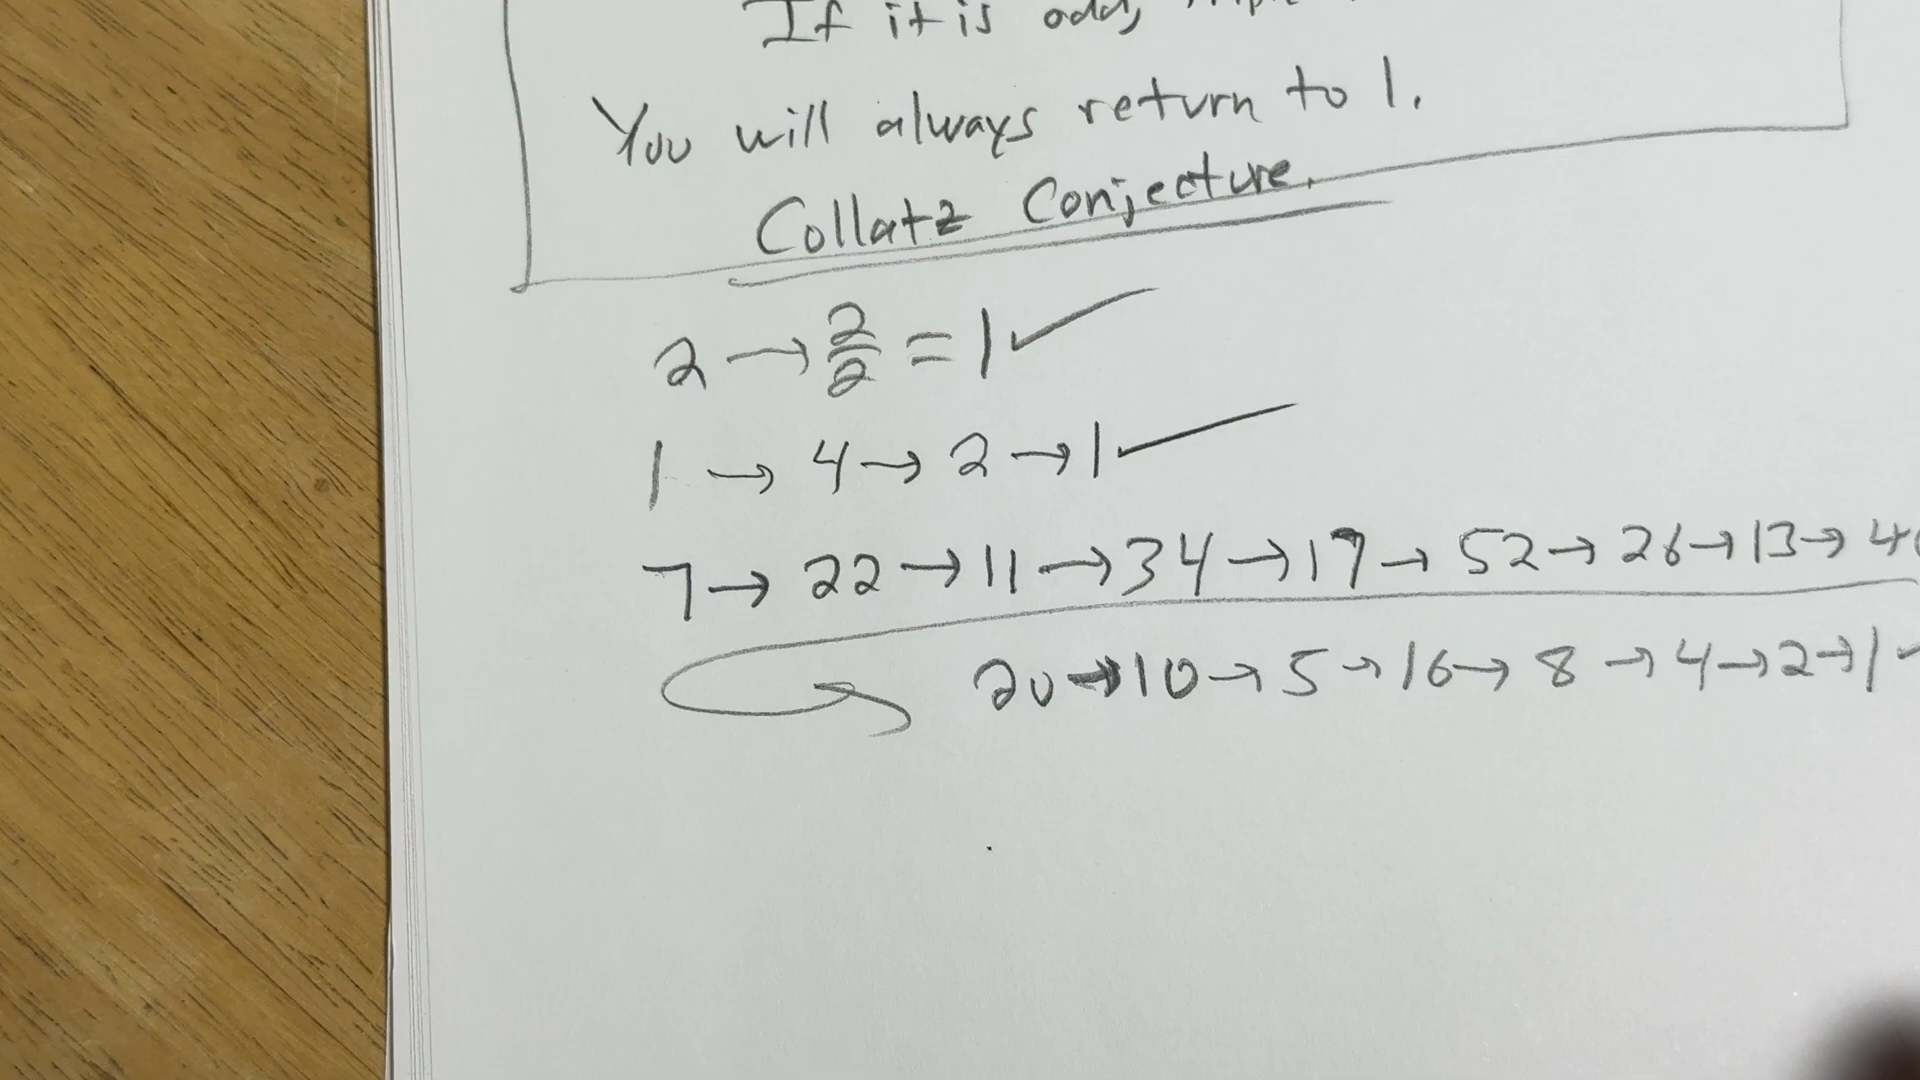 If it is odd,
You will always return to 1.
Collatz Conjecture.
2 → 2/2 = 1 ✓
1 → 4 → 2 → 1 ✓
7 → 22 → 11 → 34 → 17 → 52 → 26 → 13 →
20 → 10 → 5 → 16 → 8 → 4 → 2 → 1 ✓